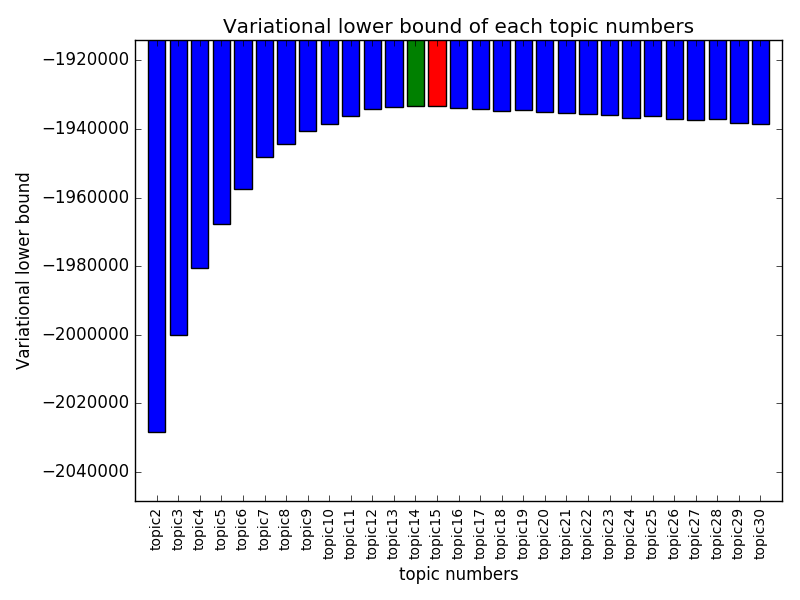 Variational lower bound of each topic numbers
Variational lower bound
−1920000
−1940000
−1960000
−1980000
−2000000
−2020000
−2040000
topic2
topic3
topic4
topic5
topic6
topic7
topic8
topic9
topic10
topic11
topic12
topic13
topic14
topic15
topic16
topic17
topic18
topic19
topic20
topic21
topic22
topic23
topic24
topic25
topic26
topic27
topic28
topic29
topic30
topic numbers